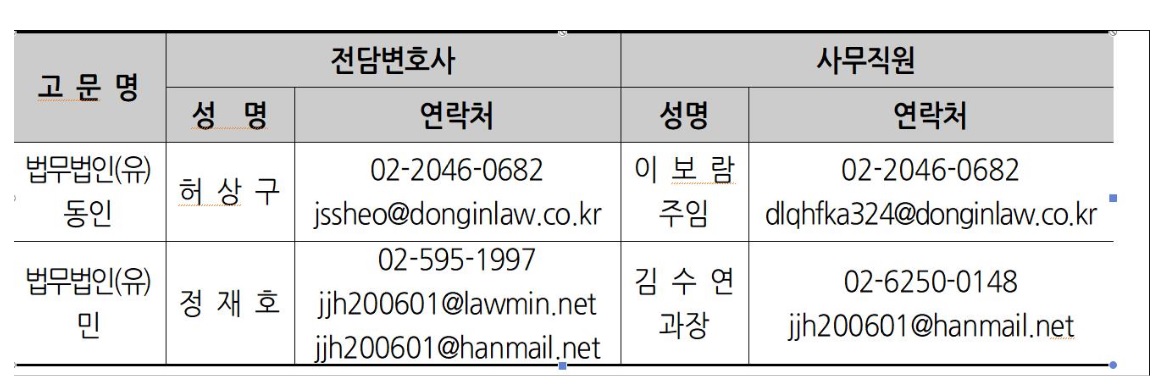 고 문 명
전담변호사
사무직원
성 명
연락처
성명
연락처
법무법인(유)
동인
허 상 구
02-2046-0682
jssheo@donginlaw.co.kr
이 보 람
주임
02-2046-0682
dlqhfka324@donginlaw.co.kr
법무법인(유)
민
정 재 호
02-595-1997
jjh200601@lawmin.net
jjh200601@hanmail.net
김 수 연
과장
02-6250-0148
jjh200601@hanmail.net